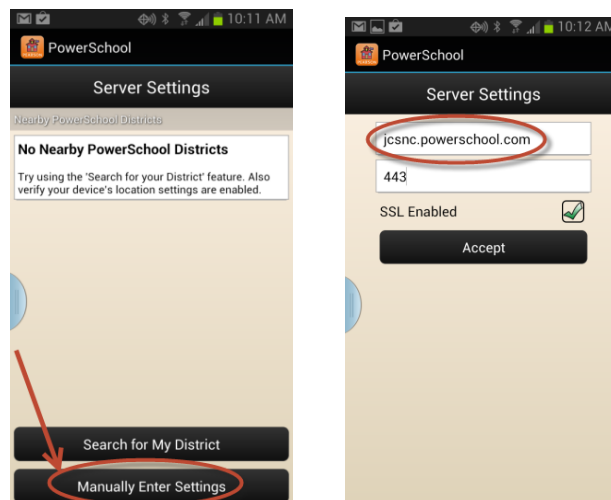 10:11 AM
PowerSchool
Server Settings
Nearby PowerSchool Districts
No Nearby PowerSchool Districts
Try using the 'Search for your District' feature. Also
verify your device's location settings are enabled.
Search for My District
Manually Enter Settings
10:12 AM
PowerSchool
Server Settings
jcsnc.powerschool.com
443
SSL Enabled
Accept